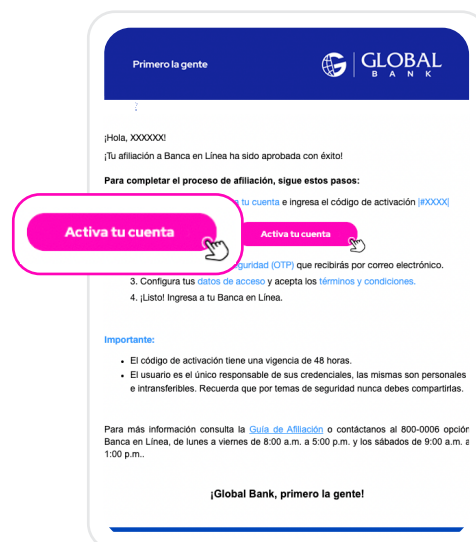 Primero la gente
GLOBAL
BANK
¡Hola, XXXXXX!
¡Tu afiliación a Banca en Línea ha sido aprobada con éxito!
Para completar el proceso de afiliación, sigue estos pasos:
tu cuenta e ingresa el código de activación |#XXXX|
Activa tu cuenta
Activa tu cuenta
(OTP) que recibirás por correo electrónico.
3. Configura tus datos de acceso y acepta los términos y condiciones.
4. ¡Listo! Ingresa a tu Banca en Línea.
Importante:
• El código de activación tiene una vigencia de 48 horas.
• El usuario es el único responsable de sus credenciales, las mismas son personales
e intransferibles. Recuerda que por temas de seguridad nunca debes compartirlas.
Para más información consulta la Guía de Afiliación o contáctanos al 800-0006 opción
Banca en Línea, de lunes a viernes de 8:00 a.m. a 5:00 p.m. y los sábados de 9:00 a.m. a
1:00 p.m..
¡Global Bank, primero la gente!